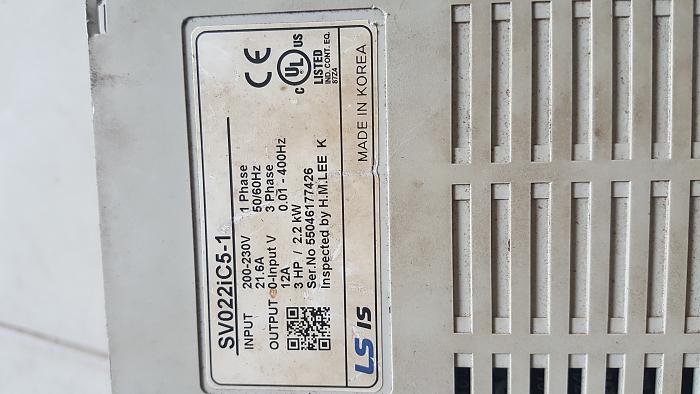 SV022iC5-1
INPUT 200-230V 1 Phase
21.6A 50/60Hz
OUTPUT 0-Input V 3 Phase
12A 0.01 - 400Hz
3 HP / 2.2 kW
Ser.No 55046177426
Inspected by H.M.LEE K
CE
C UL US
LISTED
IND. CONT. EQ.
87Z4
LS IS
MADE IN KOREA